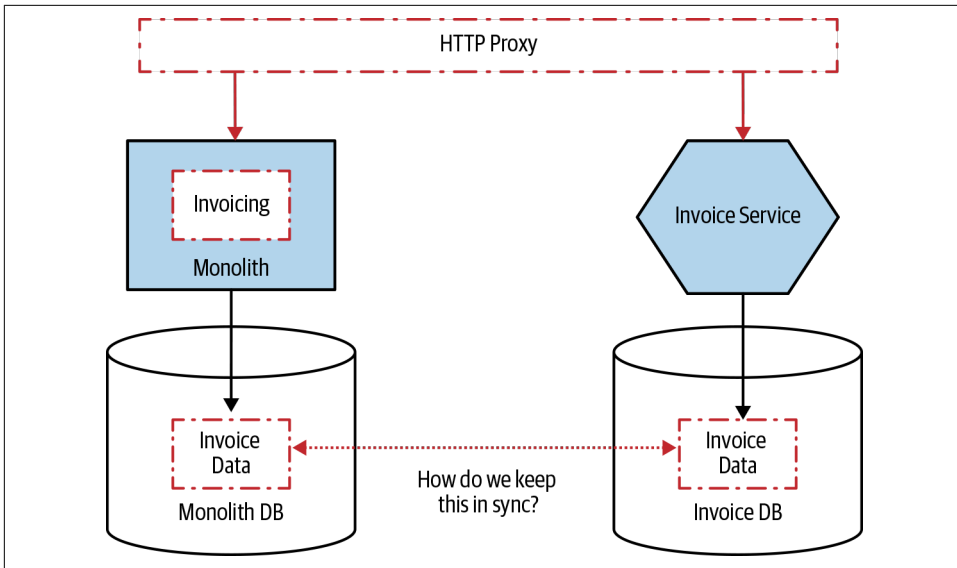 HTTP Proxy
Invoicing
Monolith
Invoice Service
Invoice
Data
Monolith DB
How do we keep
this in sync?
Invoice
Data
Invoice DB